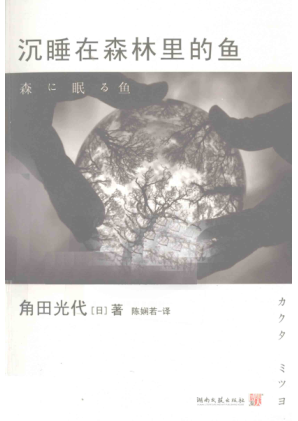 沉睡在森林里的鱼
森に眠る鱼
角田光代 [日] 著 陈娴若-译
カクタ ミツヨ
湖南文艺出版社